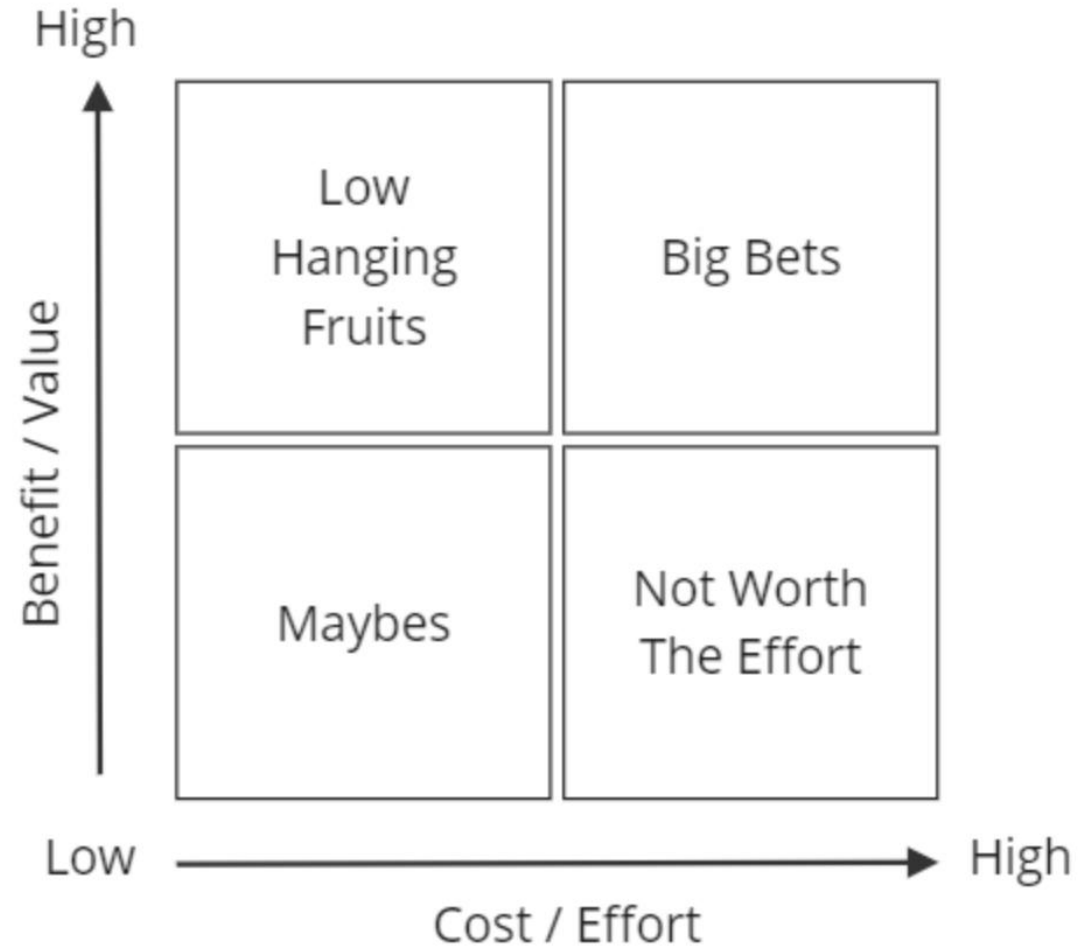 High
Low
Hanging
Fruits
Big Bets
Benefit / Value
Maybes
Not Worth
The Effort
Low
High
Cost / Effort